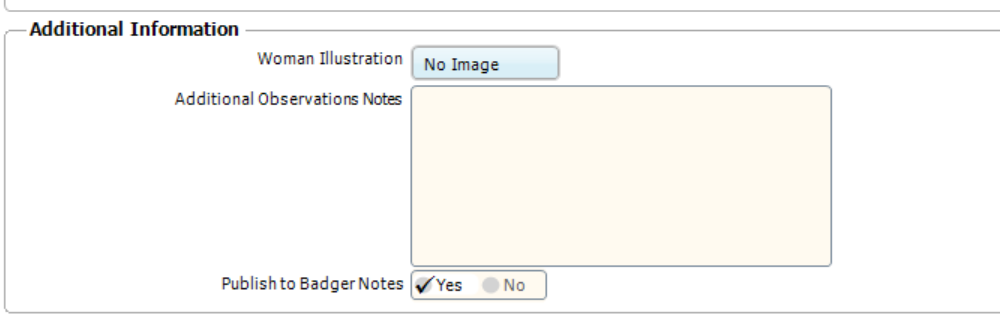 Additional Information
Woman Illustration No Image
Additional Observations Notes
Publish to Badger Notes Yes No